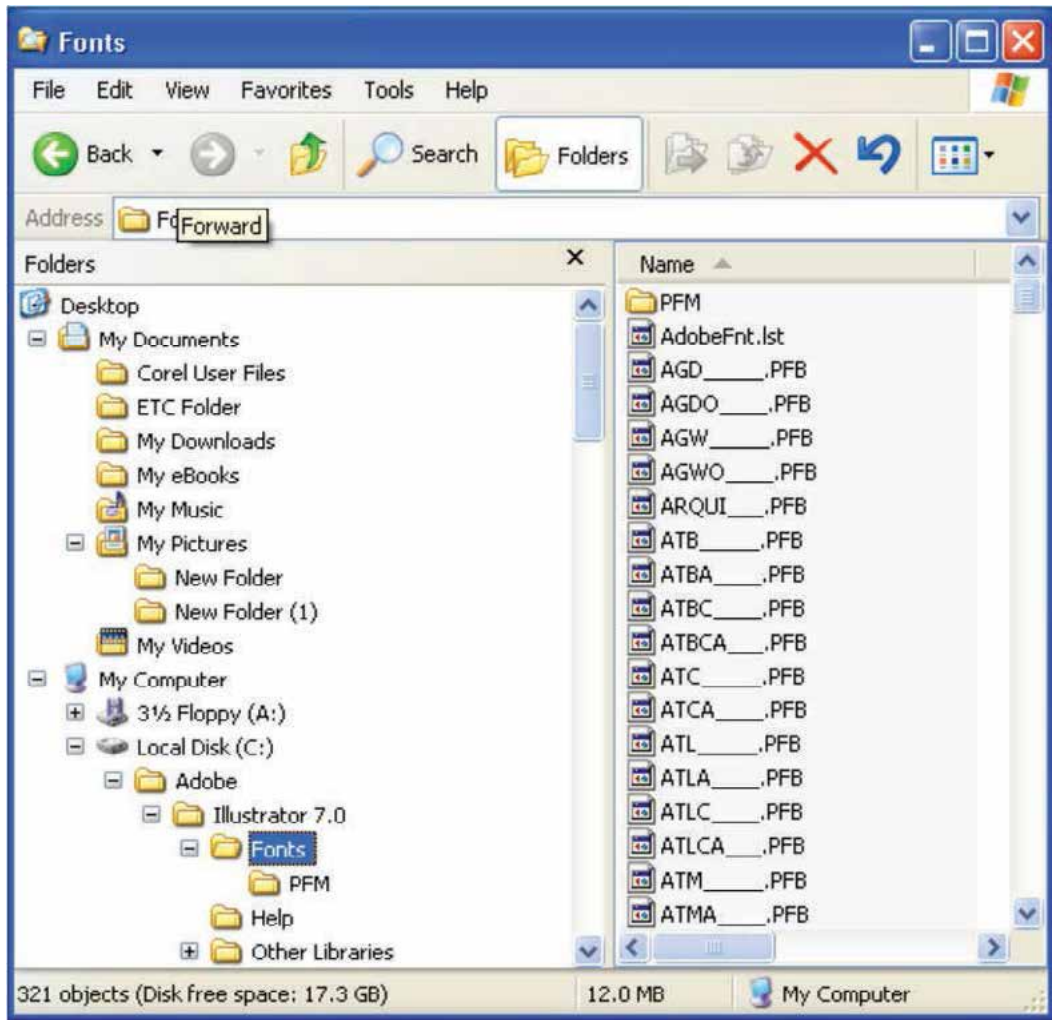 Fonts
File Edit View Favorites Tools Help
Back Search Folders
Address Fo
Forward
Folders
Desktop
My Documents
Corel User Files
ETC Folder
My Downloads
My eBooks
My Music
My Pictures
New Folder
New Folder (1)
My Videos
My Computer
3½ Floppy (A:)
Local Disk (C:)
Adobe
Illustrator 7.0
Fonts
PFM
Help
Other Libraries
Name
PFM
AdobeFnt.lst
AGD_____.PFB
AGDO____.PFB
AGW_____.PFB
AGWO____.PFB
ARQUI___.PFB
ATB_____.PFB
ATBA____.PFB
ATBC____.PFB
ATBCA___.PFB
ATC_____.PFB
ATCA____.PFB
ATL_____.PFB
ATLA____.PFB
ATLC____.PFB
ATLCA___.PFB
ATM_____.PFB
ATMA____.PFB
321 objects (Disk free space: 17.3 GB) 12.0 MB My Computer